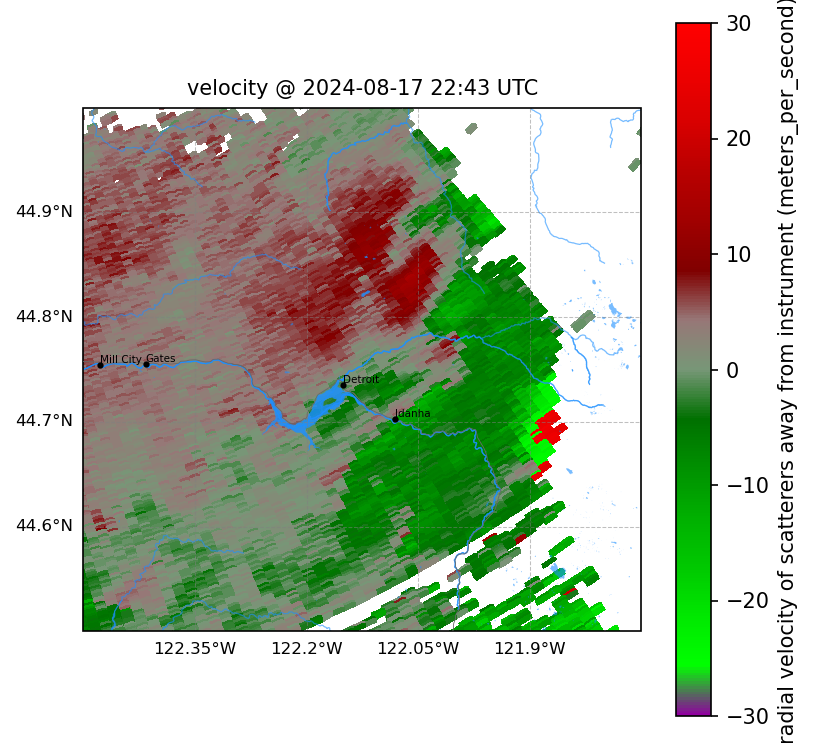 velocity @ 2024-08-17 22:43 UTC
44.9°N
44.8°N
44.7°N
44.6°N
Mill City
Gates
Detroit
Idanha
122.35°W
122.2°W
122.05°W
121.9°W
30
20
10
0
−10
−20
−30
radial velocity of scatterers away from instrument (meters_per_second)